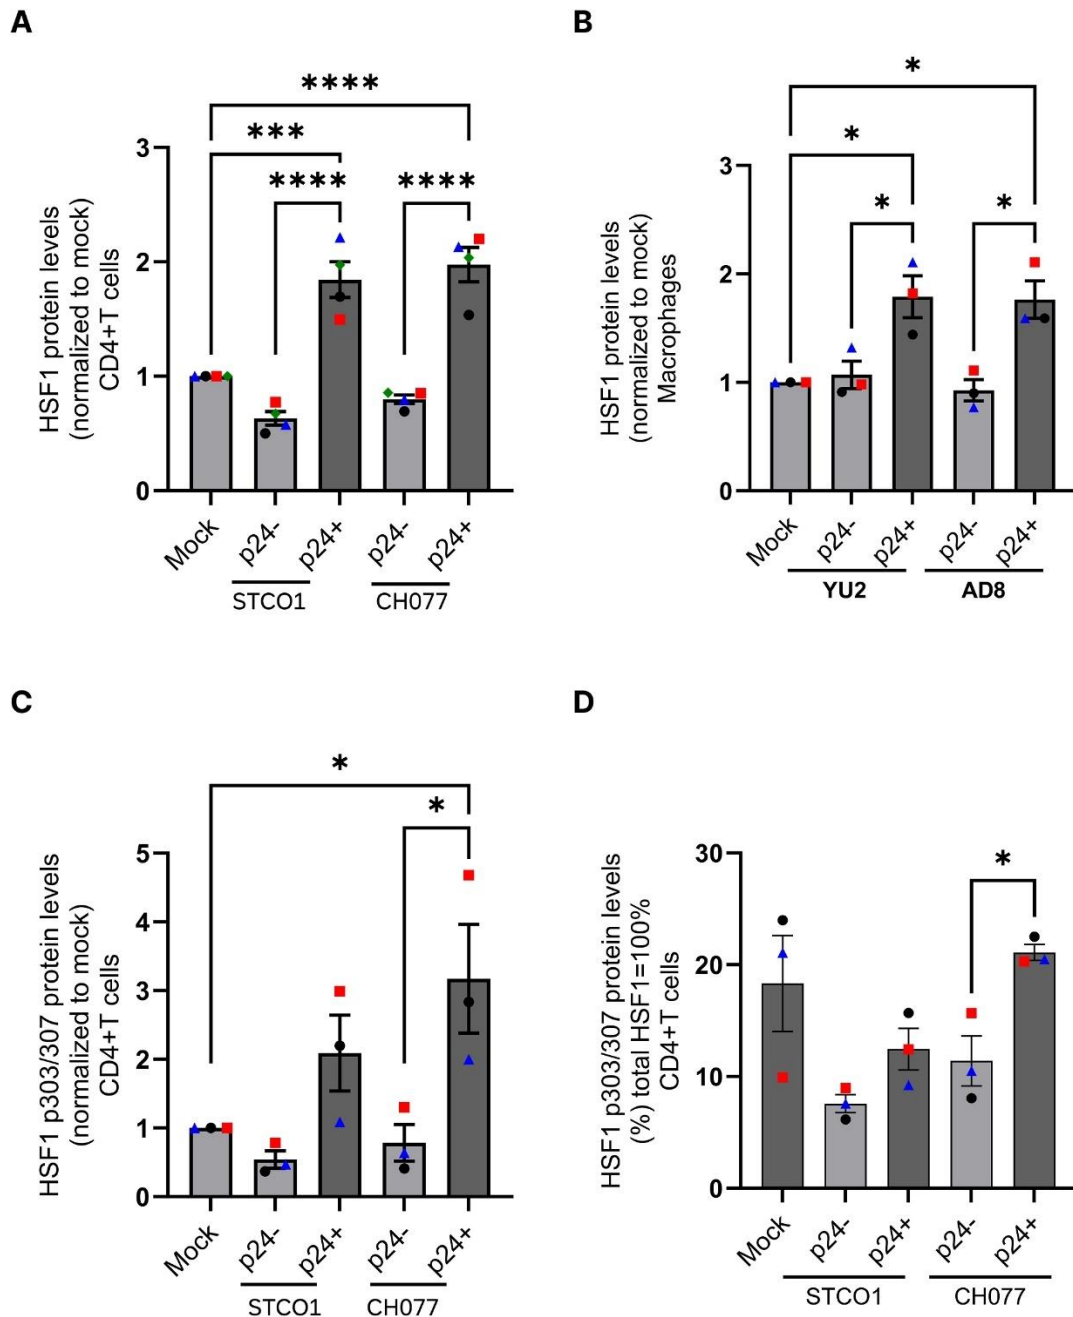 A
HSF1 protein levels
(normalized to mock)
CD4+T cells
****
***
**** ****
3
2
1
0
Mock
p24-
p24+
p24-
p24+
STCO1
CH077
B
HSF1 protein levels
(normalized to mock)
Macrophages
*
*
* *
3
2
1
0
Mock
p24-
p24+
p24-
p24+
YU2
AD8
C
HSF1 p303/307 protein levels
(normalized to mock)
CD4+T cells
*
*
5
4
3
2
1
0
Mock
p24-
p24+
p24-
p24+
STCO1
CH077
D
HSF1 p303/307 protein levels
(%) total HSF1=100%
CD4+T cells
*
30
20
10
0
Mock
p24-
p24+
p24-
p24+
STCO1
CH077